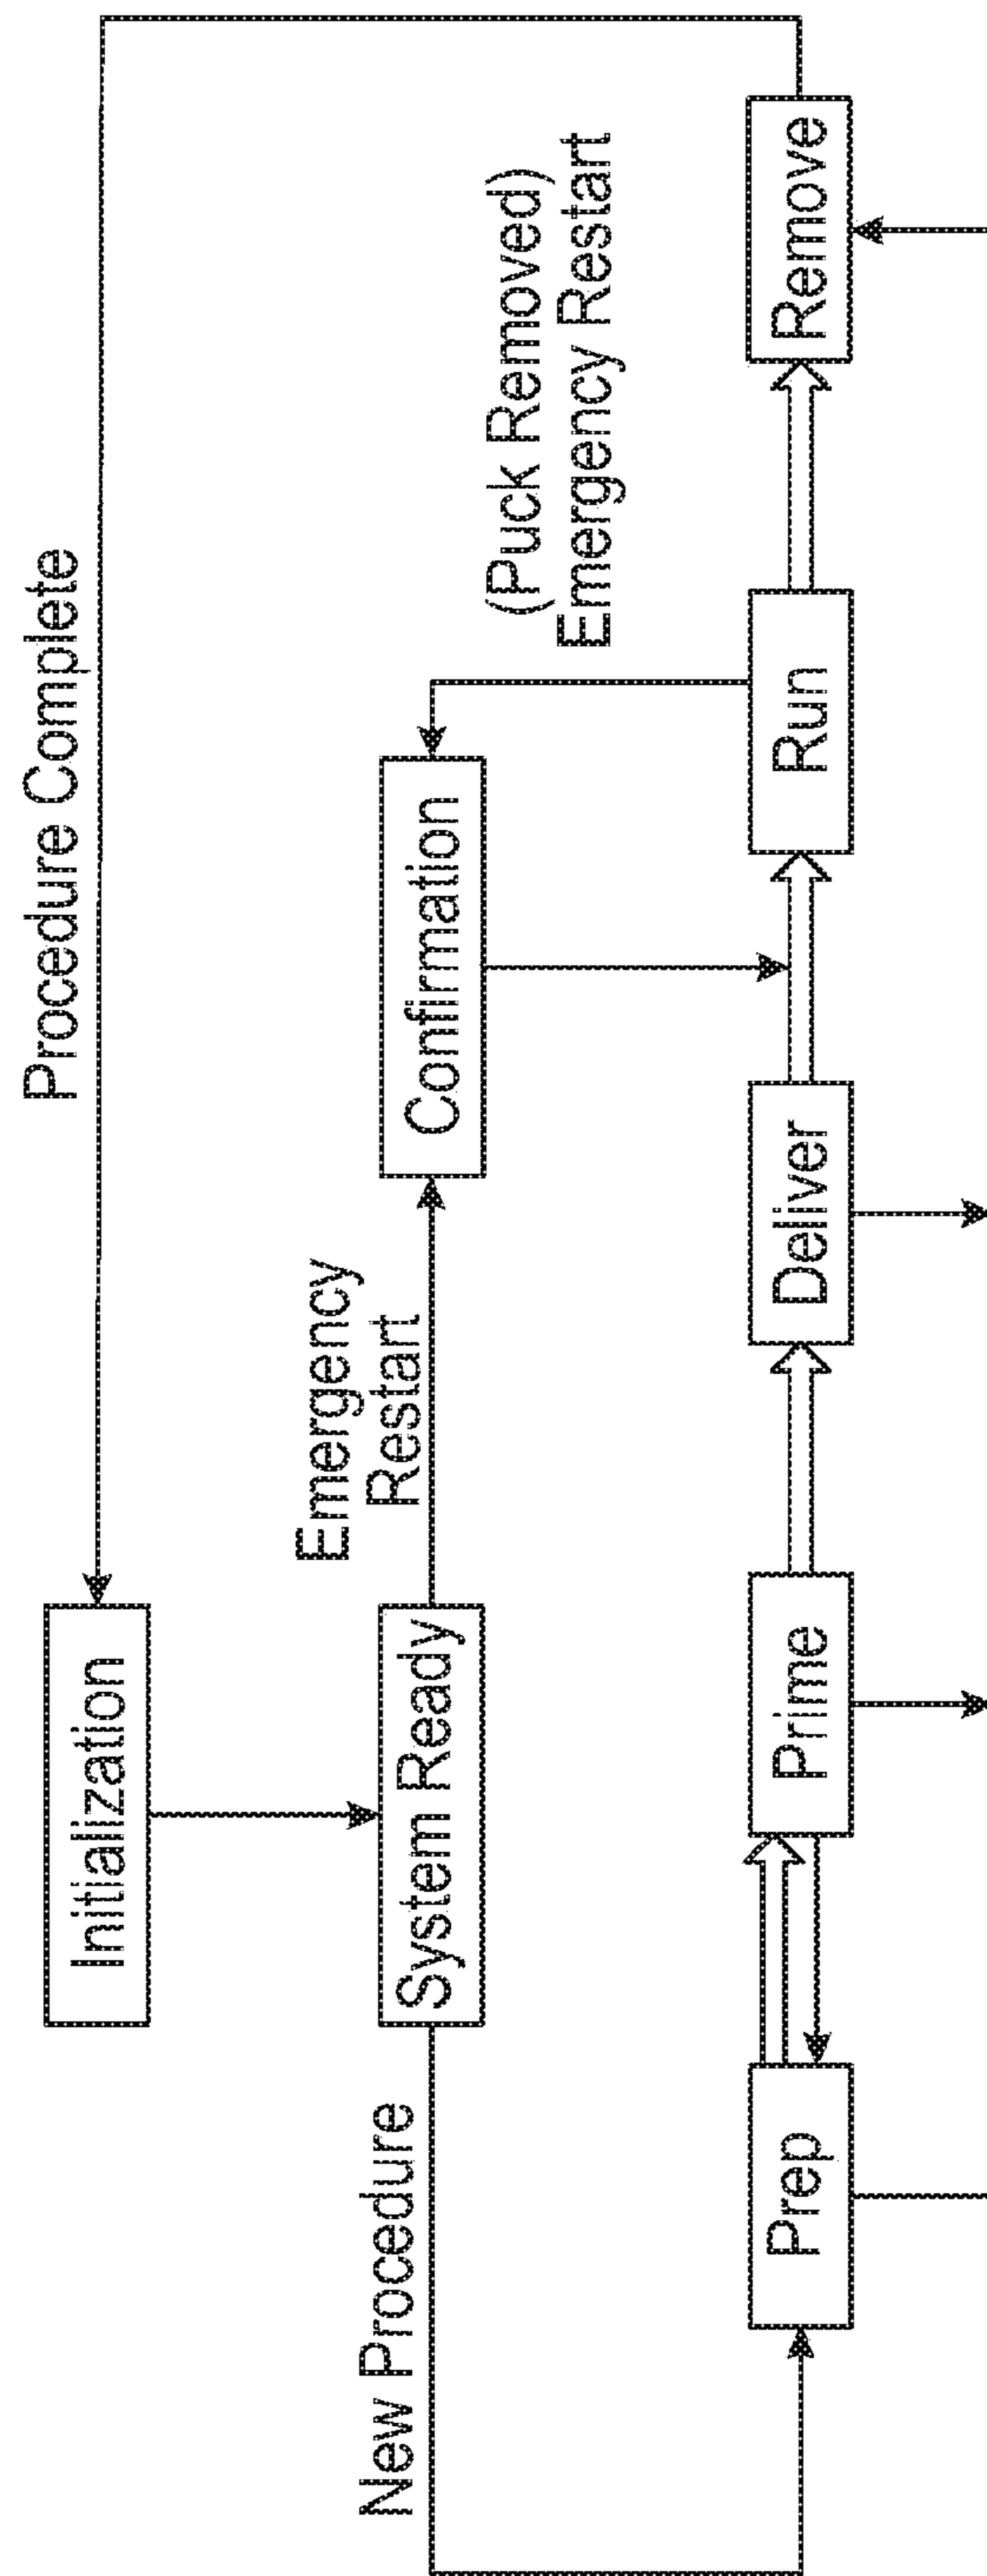 Procedure Complete
Initialization
Emergency
Restart
System Ready
Confirmation
New Procedure
(Puck Removed)
Emergency Restart
Prep
Prime
Deliver
Run
Remove